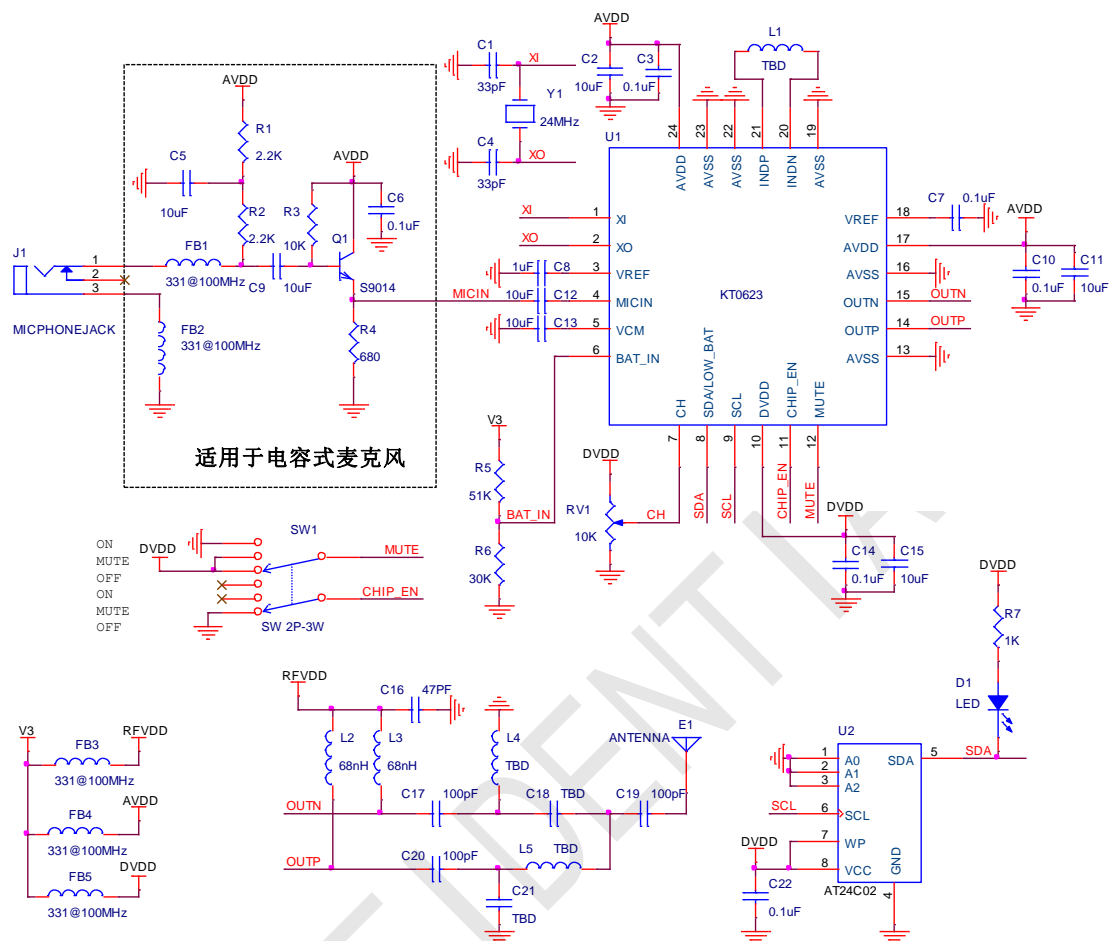 AVDD
C1
33pF
XI
Y1
24MHz
C4
33pF
XO
AVDD
C2
10uF
C3
0.1uF
L1
TBD
AVDD
R1
2.2K
C5
10uF
R2
2.2K
R3
10K
AVDD
C6
0.1uF
Q1
S9014
J1
1
2
3
MICPHONEJACK
FB1
331@100MHz
C9
10uF
FB2
331@100MHz
R4
680
适用于电容式麦克风
MICIN
U1
24
23
22
21
20
19
AVDD
AVSS
AVSS
INDP
INDN
AVSS
XI
1
XI
XO
2
XO
1uF
C8
3
VREF
10uF
C12
4
MICIN
10uF
C13
5
VCM
6
BAT_IN
KT0623
VREF
18
AVDD
17
AVSS
16
OUTN
15
OUTN
OUTP
14
OUTP
AVSS
13
C7
0.1uF
AVDD
C10
0.1uF
C11
10uF
CH
SDA/LOW_BAT
SCL
DVDD
CHIP_EN
MUTE
7
8
9
10
11
12
SDA
SCL
CHIP_EN
MUTE
V3
R5
51K
BAT_IN
R6
30K
DVDD
RV1
10K
CH
DVDD
C14
0.1uF
C15
10uF
ON
MUTE
OFF
ON
MUTE
OFF
DVDD
SW1
MUTE
CHIP_EN
SW 2P-3W
DVDD
R7
1K
D1
LED
V3
FB3
331@100MHz
RFVDD
FB4
331@100MHz
AVDD
FB5
331@100MHz
DVDD
RFVDD
C16
47PF
L2
68nH
L3
68nH
L4
TBD
E1
ANTENNA
OUTN
C17
100pF
C18
TBD
C19
100pF
OUTP
C20
100pF
L5
TBD
C21
TBD
U2
1
A0
2
A1
3
A2
SDA
5
SDA
SCL
6
SCL
7
WP
8
VCC
GND
4
AT24C02
DVDD
C22
0.1uF